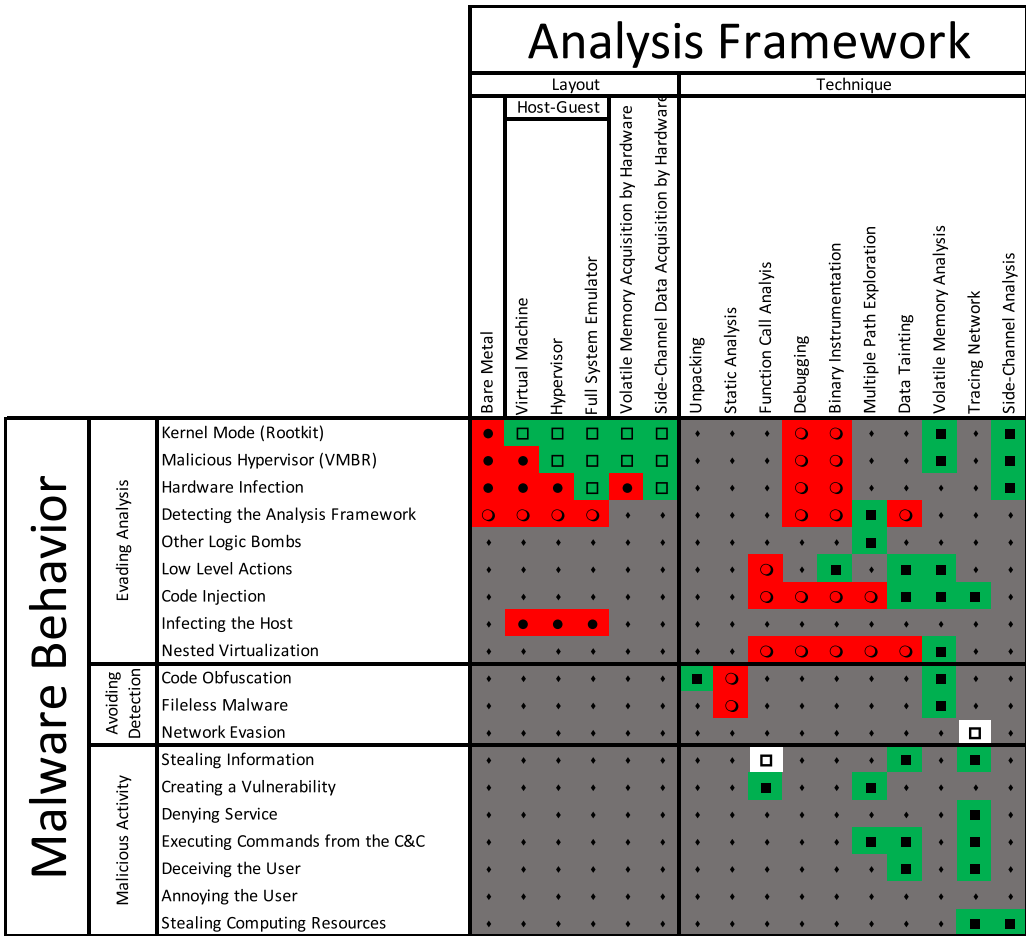 Analysis Framework
Layout
Technique
Host-Guest
Bare Metal
Virtual Machine
Hypervisor
Full System Emulator
Volatile Memory Acquisition by Hardware
Side-Channel Data Acquisition by Hardware
Unpacking
Static Analysis
Function Call Analyis
Debugging
Binary Instrumentation
Multiple Path Exploration
Data Tainting
Volatile Memory Analysis
Tracing Network
Side-Channel Analysis
Malware Behavior
Evading Analysis
Kernel Mode (Rootkit)
Malicious Hypervisor (VMBR)
Hardware Infection
Detecting the Analysis Framework
Other Logic Bombs
Low Level Actions
Code Injection
Infecting the Host
Nested Virtualization
Avoiding
Detection
Code Obfuscation
Fileless Malware
Network Evasion
Malicious Activity
Stealing Information
Creating a Vulnerability
Denying Service
Executing Commands from the C&C
Deceiving the User
Annoying the User
Stealing Computing Resources